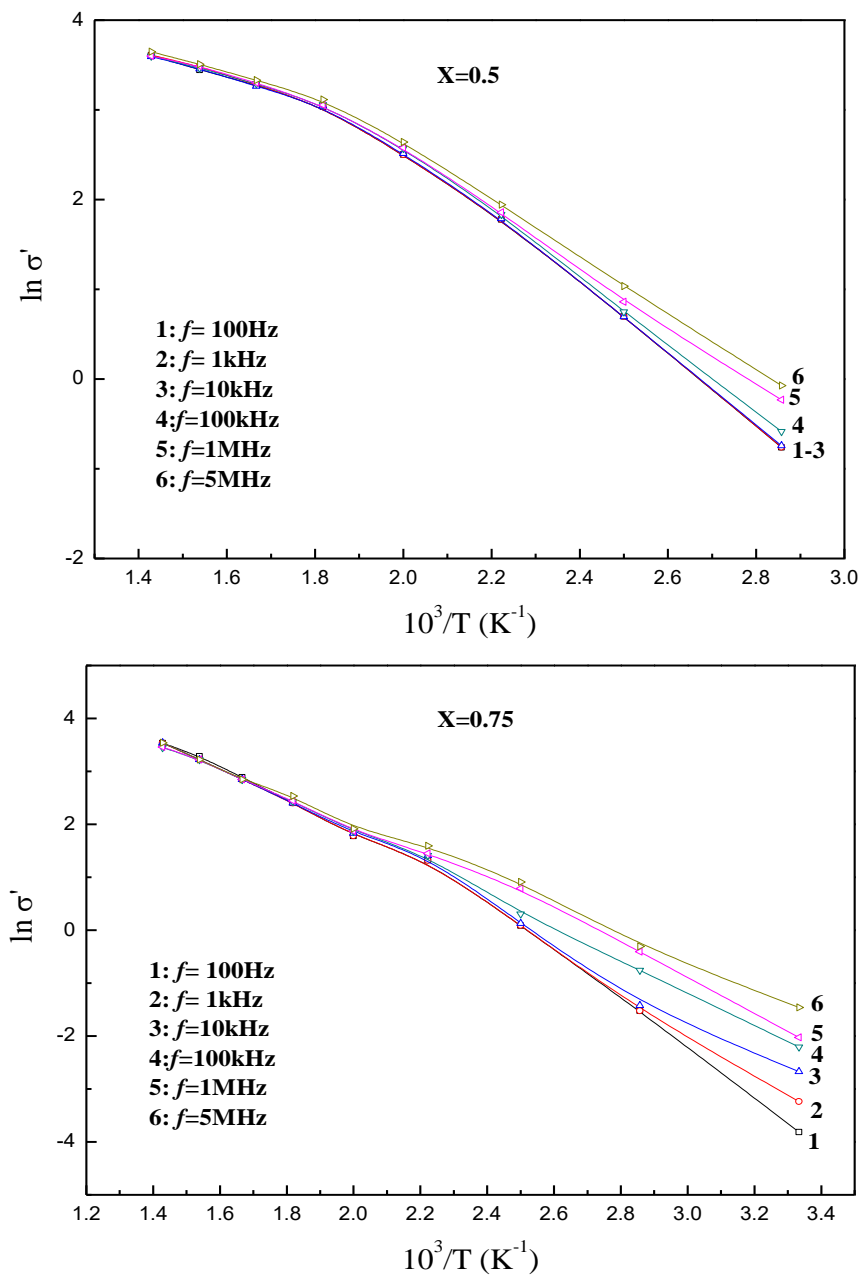 4
X=0.5
2
ln σ'
1: f= 100Hz
2: f= 1kHz
3: f=10kHz
4:f=100kHz
5: f=1MHz
6: f=5MHz
0
6
5
4
1-3
-2
1.4 1.6 1.8 2.0 2.2 2.4 2.6 2.8 3.0
10³/T (K⁻¹)
4
X=0.75
2
ln σ'
0
1: f= 100Hz
2: f= 1kHz
3: f=10kHz
4:f=100kHz
5: f=1MHz
6: f=5MHz
6
5
4
3
2
1
-2
-4
1.2 1.4 1.6 1.8 2.0 2.2 2.4 2.6 2.8 3.0 3.2 3.4
10³/T (K⁻¹)